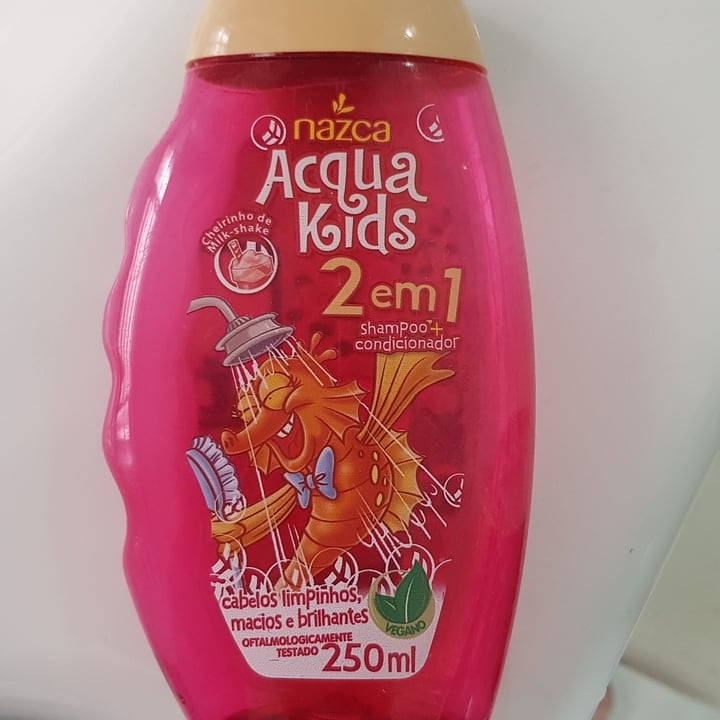 nazca
Acqua
Kids
Cheirinho de
Milk-shake
2 em 1
shampoo +
condicionador
cabelos limpinhos,
macios e brilhantes
VEGANO
OFTALMOLOGICAMENTE
TESTADO
250ml